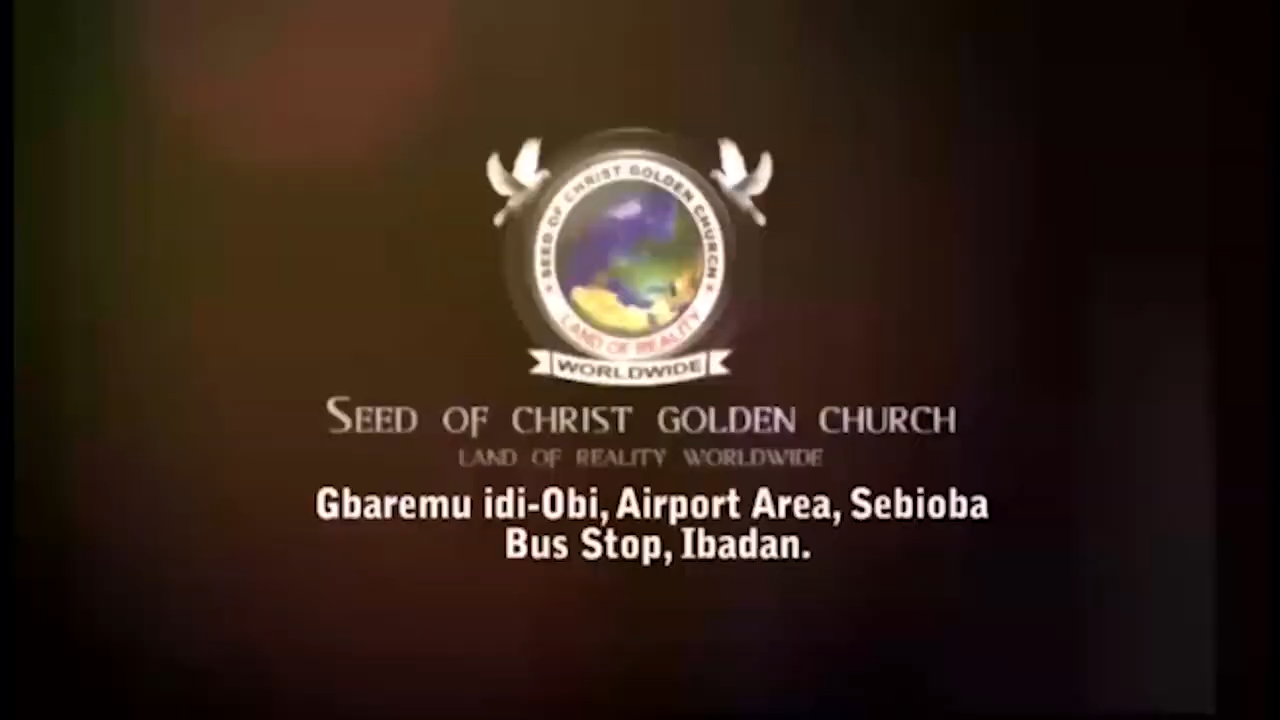 SEED OF CHRIST GOLDEN CHURCH
LAND OF REALITY
WORLDWIDE
SEED OF CHRIST GOLDEN CHURCH
LAND OF REALITY WORLDWIDE
Gbaremu idi-Obi, Airport Area, Sebioba
Bus Stop, Ibadan.